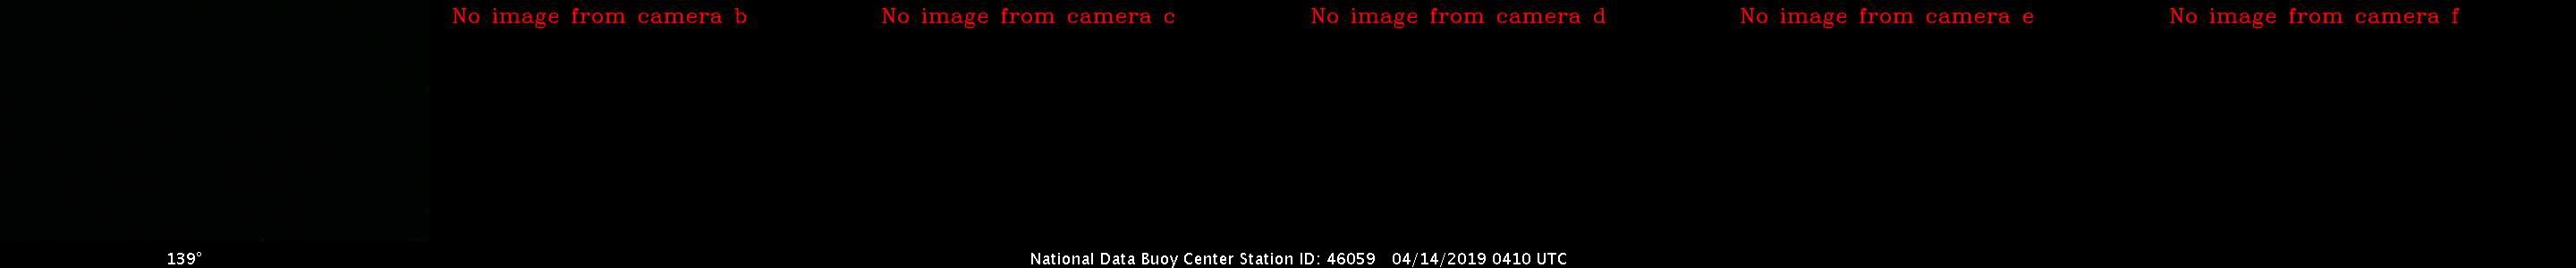 No image from camera b
No image from camera c
No image from camera d
No image from camera e
No image from camera f
139°
National Data Buoy Center Station ID: 46059 04/14/2019 0410 UTC